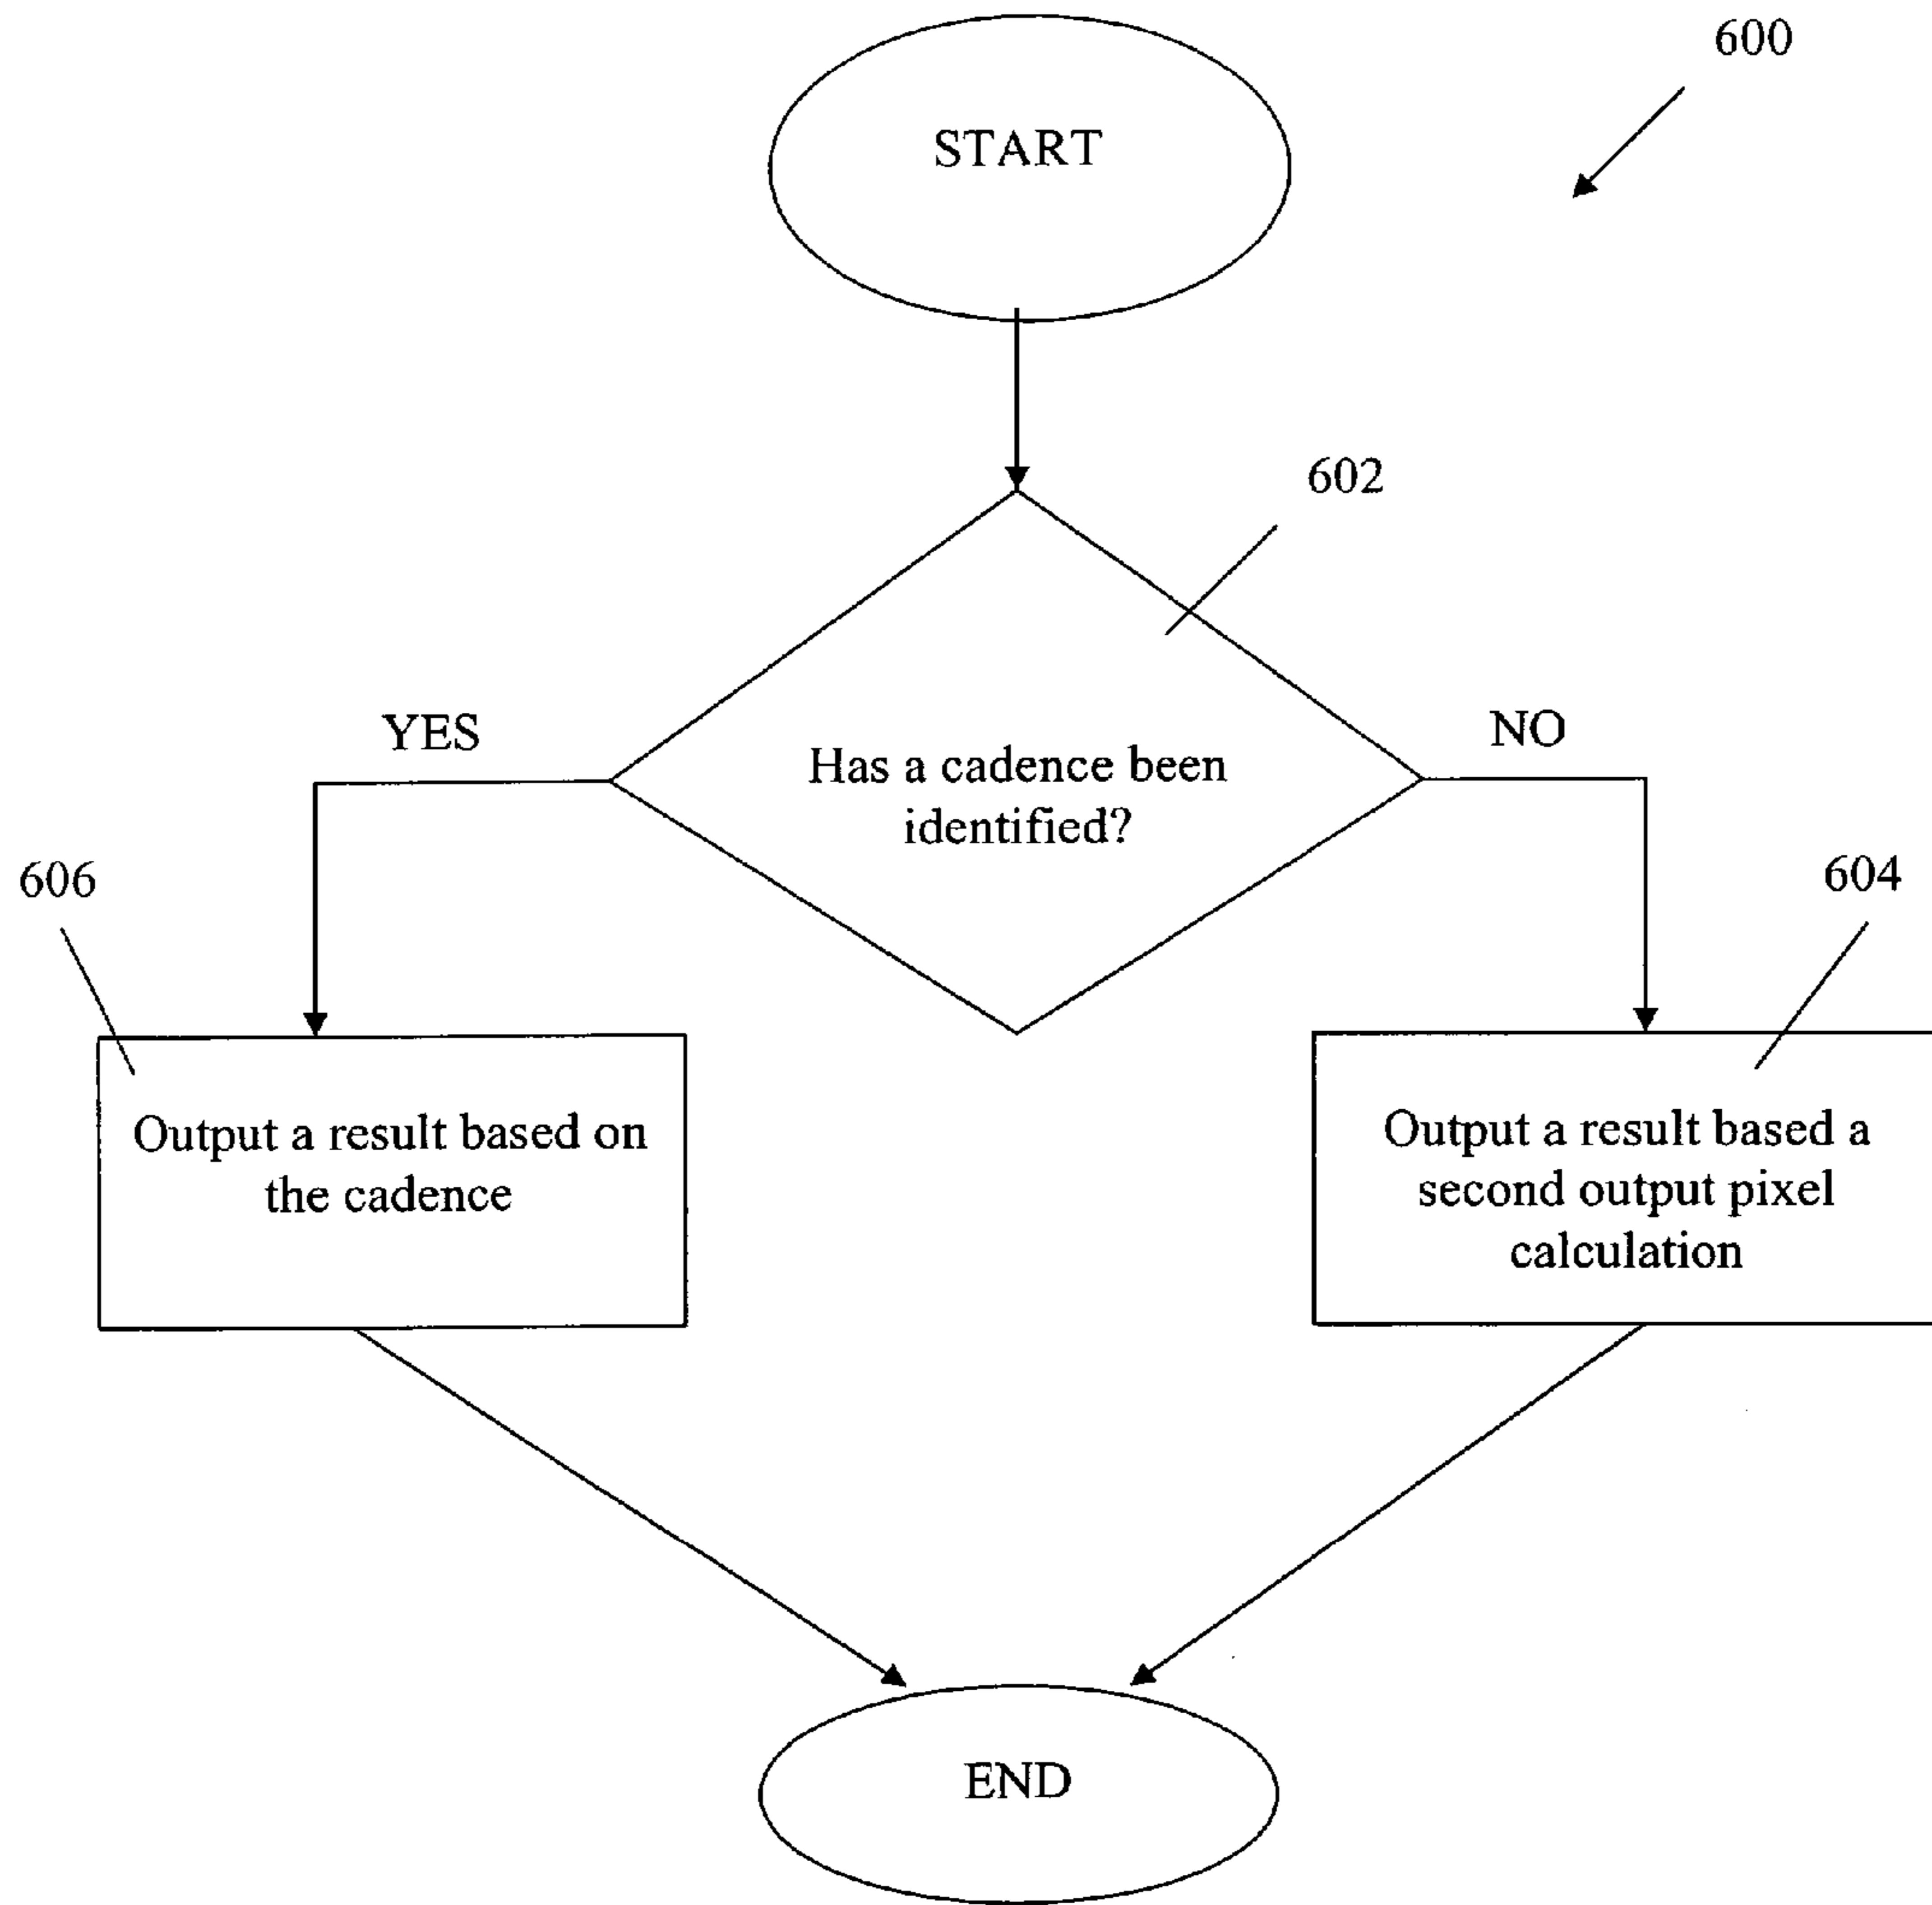 600
START
602
YES
NO
Has a cadence been
identified?
606
604
Output a result based on
the cadence
Output a result based a
second output pixel
calculation
END